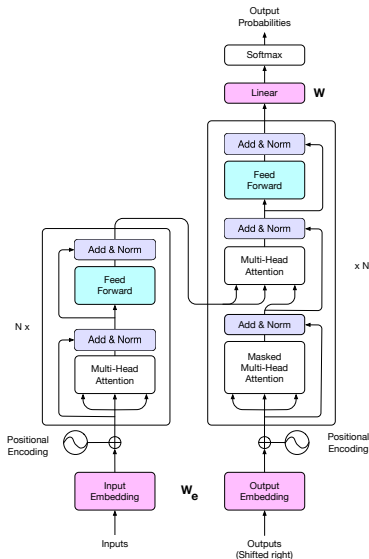 Output
Probabilities
Softmax
Linear
W
Add & Norm
Feed
Forward
Add & Norm
Multi-Head
Attention
x N
Add & Norm
Masked
Multi-Head
Attention
Positional
Encoding
Output
Embedding
Outputs
(Shifted right)
Add & Norm
Feed
Forward
N x
Add & Norm
Multi-Head
Attention
Positional
Encoding
Input
Embedding
We
Inputs